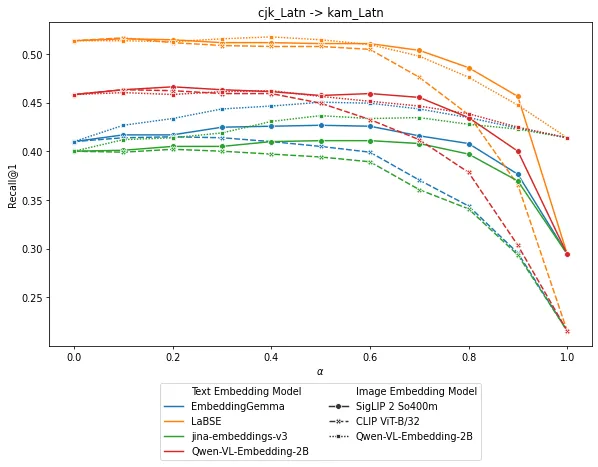 cjk_Latn -> kam_Latn
Recall@1
0.50
0.45
0.40
0.35
0.30
0.25
0.0
0.2
0.4
0.6
0.8
1.0
α
Text Embedding Model
EmbeddingGemma
LaBSE
jina-embeddings-v3
Qwen-VL-Embedding-2B
Image Embedding Model
SigLIP 2 So400m
CLIP ViT-B/32
Qwen-VL-Embedding-2B